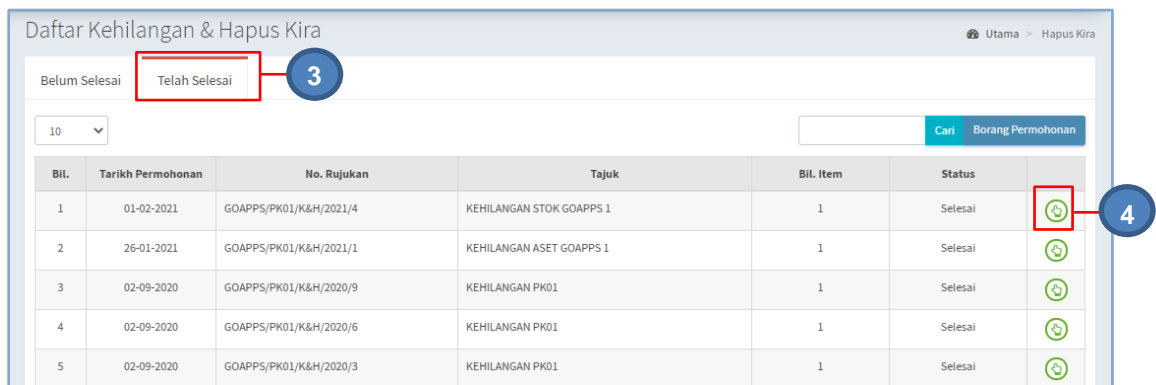 Daftar Kehilangan & Hapus Kira
Utama > Hapus Kira
Belum Selesai Telah Selesai 3
10 Cari Borang Permohonan
Bil. Tarikh Permohonan No. Rujukan Tajuk Bil. Item Status
1 01-02-2021 GOAPPS/PK01/K&H/2021/4 KEHILANGAN STOK GOAPPS 1 1 Selesai 4
2 26-01-2021 GOAPPS/PK01/K&H/2021/1 KEHILANGAN ASET GOAPPS 1 1 Selesai
3 02-09-2020 GOAPPS/PK01/K&H/2020/9 KEHILANGAN PK01 1 Selesai
4 02-09-2020 GOAPPS/PK01/K&H/2020/6 KEHILANGAN PK01 1 Selesai
5 02-09-2020 GOAPPS/PK01/K&H/2020/3 KEHILANGAN PK01 1 Selesai